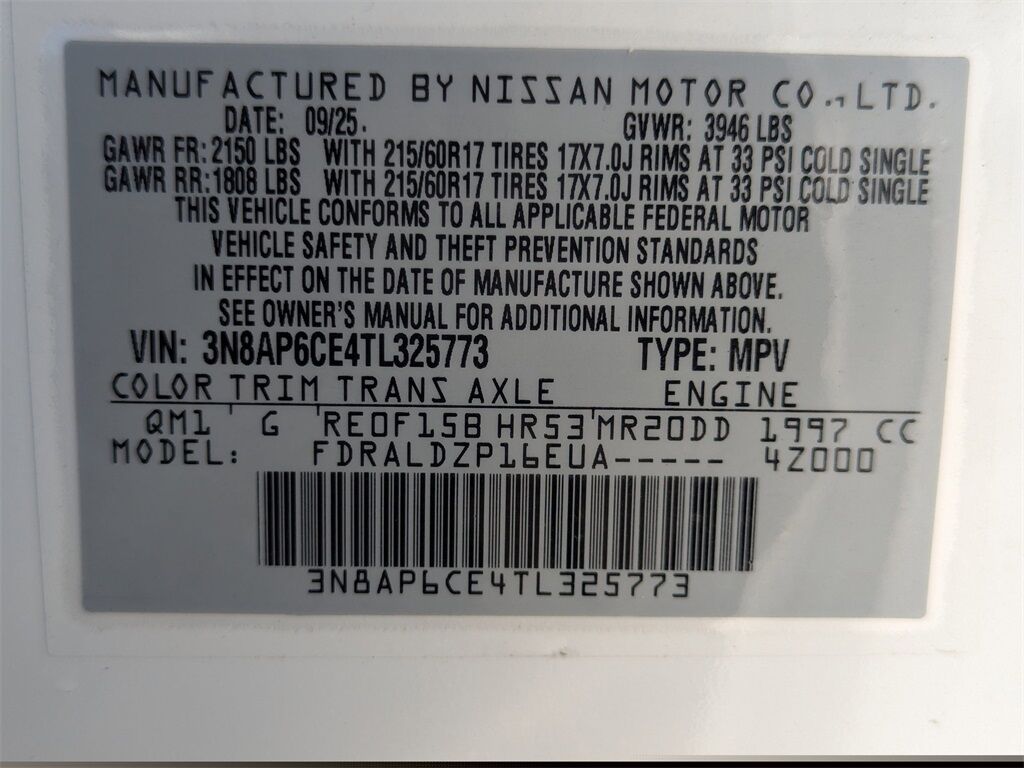 MANUFACTURED BY NISSAN MOTOR CO., LTD.
DATE: 09/25. GVWR: 3946 LBS
GAWR FR: 2150 LBS WITH 215/60R17 TIRES 17X7.0J RIMS AT 33 PSI COLD SINGLE
GAWR RR: 1808 LBS WITH 215/60R17 TIRES 17X7.0J RIMS AT 33 PSI COLD SINGLE
THIS VEHICLE CONFORMS TO ALL APPLICABLE FEDERAL MOTOR
VEHICLE SAFETY AND THEFT PREVENTION STANDARDS
IN EFFECT ON THE DATE OF MANUFACTURE SHOWN ABOVE.
SEE OWNER'S MANUAL FOR ADDITIONAL INFORMATION.
VIN: 3N8AP6CE4TL325773 TYPE: MPV
COLOR TRIM TRANS AXLE ENGINE
QM1 G RE0F15B HR53 MR20DD 1997 CC
MODEL: FDRALDZP16EUA----- 4Z000
3N8AP6CE4TL325773